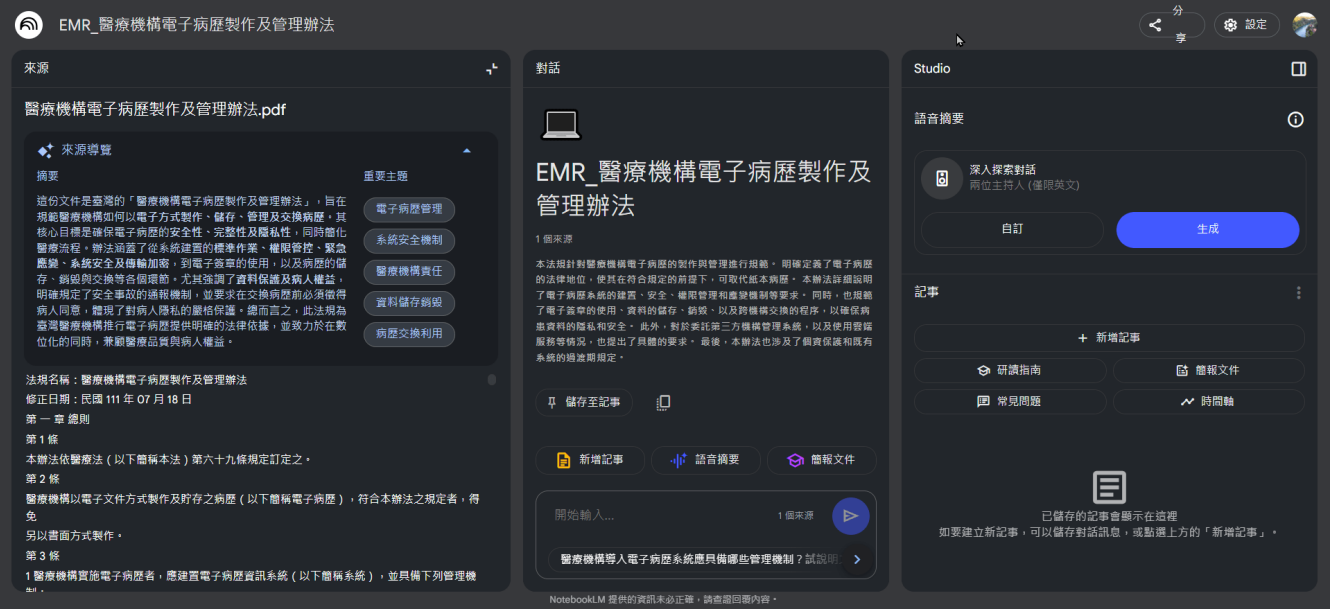 EMR_醫療機構電子病歷製作及管理辦法
分享
設定
來源
醫療機構電子病歷製作及管理辦法.pdf
來源導覽
摘要
這份文件是臺灣的「醫療機構電子病歷製作及管理辦法」，旨在
規範醫療機構如何以電子方式製作、儲存、管理及交換病歷，其
核心目標是確保電子病歷的安全性、完整性及隱私性，同時簡化
醫療流程。辦法涵蓋了從系統建置的標準作業、權限管控、緊急
應變、系統安全及傳輸加密，到電子簽章的使用，以及病歷的儲
存、銷毀與交換等各個環節。尤其強調了資料保護及病人權益，
明確規定了安全事故的通報機制，並要求在交換病歷前必須徵得
病人同意，體現了對病人隱私的嚴格保護。總而言之，此法規為
臺灣醫療機構推行電子病歷提供明確的法律依據，並致力於在數
位化的同時，兼顧醫療品質與病人權益。
重要主題
電子病歷管理
系統安全機制
醫療機構責任
資料儲存銷毀
病歷交換利用
法規名稱：醫療機構電子病歷製作及管理辦法
修正日期：民國 111 年 07 月 18 日
第 一 章 總則
第 1 條
本辦法依醫療法（以下簡稱本法）第六十九條規定訂定之。
第 2 條
醫療機構以電子文件方式製作及貯存之病歷（以下簡稱電子病歷），符合本辦法之規定者，得
免
另以書面方式製作。
第 3 條
1 醫療機構實施電子病歷者，應建置電子病歷資訊系統（以下簡稱系統），並具備下列管理機
制：
對話
EMR_醫療機構電子病歷製作及
管理辦法
1 個來源
本法規針對醫療機構電子病歷的製作與管理進行規範。 明確定義了電子病歷
的法律地位，使其在符合規定的前提下，可取代紙本病歷。 本辦法詳細說明
了電子病歷系統的建置、安全、權限管理和應變機制等要求。 同時，也規範
了電子簽章的使用、資料的儲存、銷毀、以及跨機構交換的程序，以確保病
患資料的隱私和安全。 此外，對於委託第三方機構管理系統，以及使用雲端
服務等情況，也提出了具體的要求。 最後，本辦法也涉及了個資保護和既有
系統的過渡期規定。
儲存至記事
新增記事
語音摘要
簡報文件
開始輸入...
1 個來源
醫療機構導入電子病歷系統應具備哪些管理機制？試說明
NotebookLM 提供的資訊未必正確，請查證回覆內容。
Studio
語音摘要
深入探索對話
兩位主持人 (僅限英文)
自訂
生成
記事
新增記事
研讀指南
簡報文件
常見問題
時間軸
已儲存的記事會顯示在這裡
如要建立新記事，可以儲存對話訊息，或點選上方的「新增記事」。